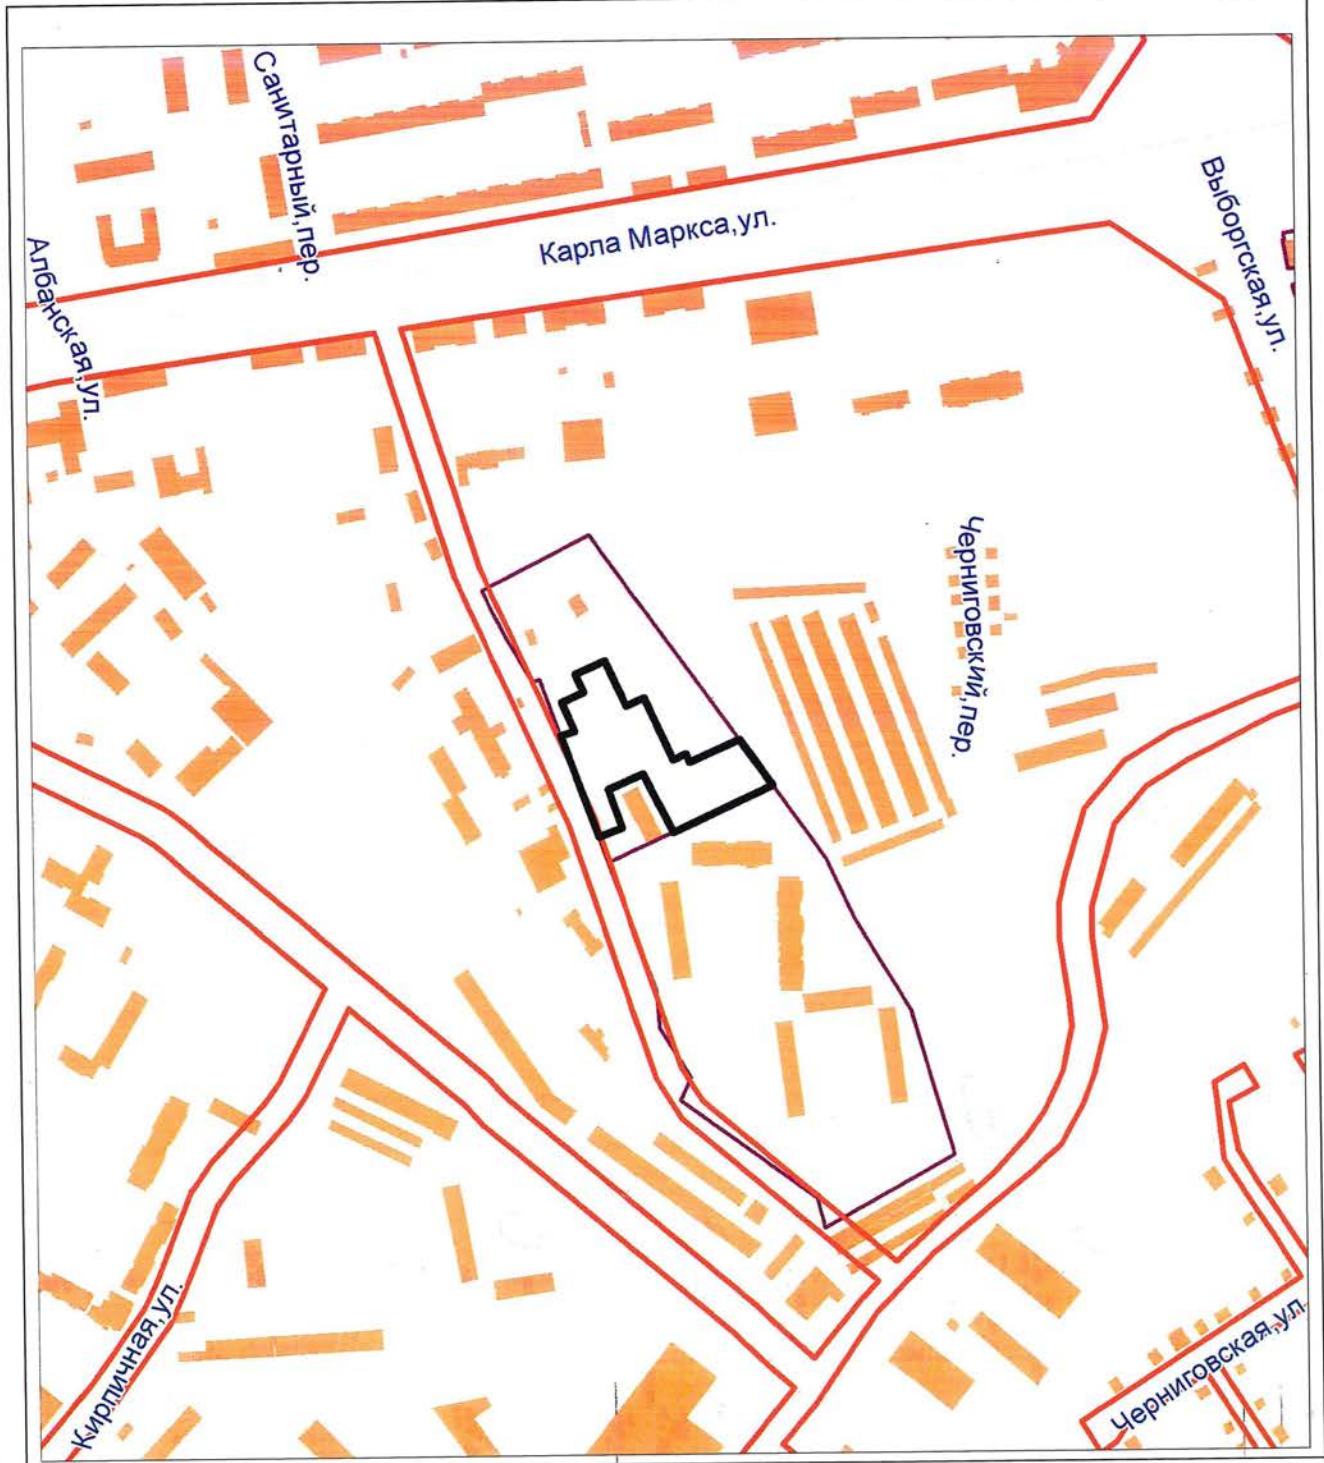 Санитарный,пер.
Карла Маркса,ул.
Выборгская,ул.
Албанская,ул.
Черниговский,пер.
Кирпичная,ул.
Черниговская,ул.